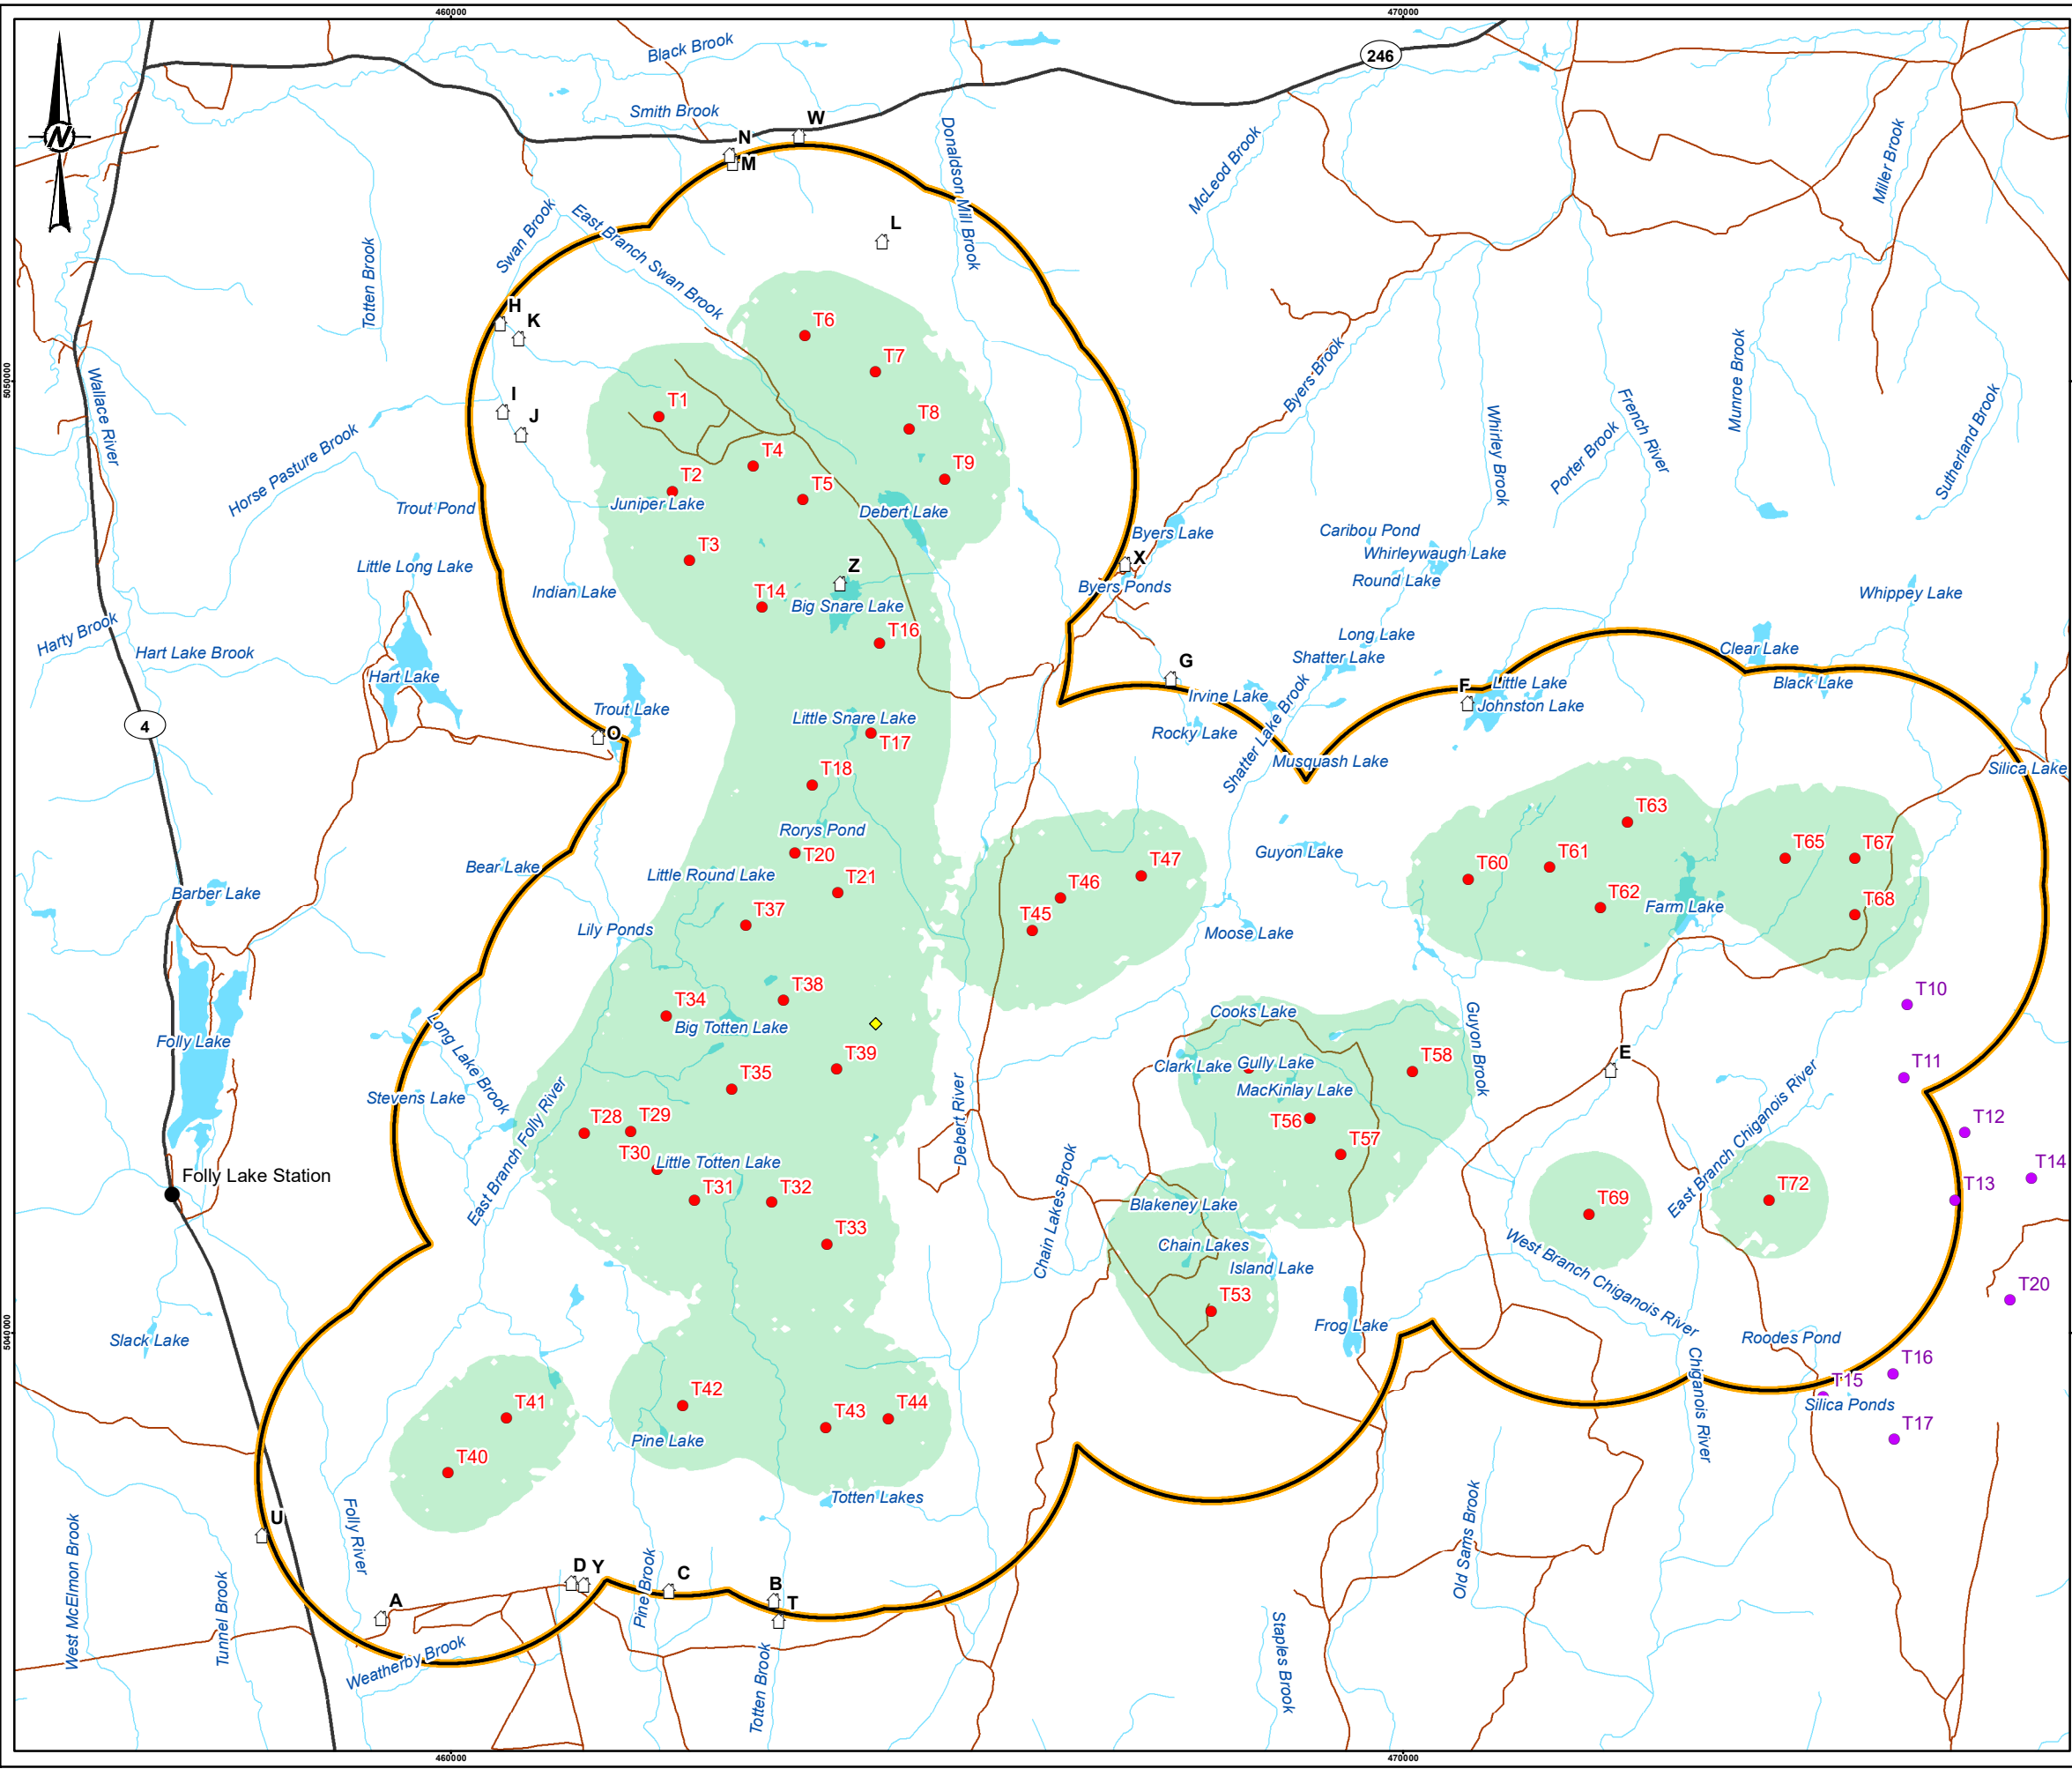 460000
470000
Black Brook
246
Smith Brook
N
W
M
Donaldson Mill Brook
McLeod Brook
Miller Brook
N
L
Swan Brook
East Branch Swan Brook
Totten Brook
H
K
T6
T7
5050000
Wallace River
Byers Brook
Munroe Brook
I
J
T1
T8
Whirley Brook
French River
Porter Brook
Sutherland Brook
Horse Pasture Brook
T4
T9
T2
T5
Trout Pond
Juniper Lake
Debert Lake
Byers Lake
Caribou Pond
Whirleywaugh Lake
T3
X
Z
Little Long Lake
Round Lake
Indian Lake
T14
Big Snare Lake
Byers Ponds
Whippey Lake
Harty Brook
T16
Long Lake
Hart Lake Brook
Shatter Lake
Clear Lake
G
Hart Lake
F
Little Lake
Black Lake
Irvine Lake
Johnston Lake
Trout Lake
Little Snare Lake
4
O
T17
Rocky Lake
Shatter Lake Brook
Musquash Lake
Silica Lake
T18
T63
Rorys Pond
T20
T65
T67
Bear Lake
Little Round Lake
T21
T47
Guyon Lake
T60
T61
T46
Barber Lake
T62
Farm Lake
T68
T37
T45
Lily Ponds
Moose Lake
T38
T10
T34
Cooks Lake
Big Totten Lake
Long Lake Brook
Guyon Brook
Folly Lake
T39
T58
E
Clark Lake
Gully Lake
T11
T35
MacKinlay Lake
Stevens Lake
Debert River
East Branch Folly River
T28
T29
T56
T12
T30
T57
East Branch Chiganois River
Little Totten Lake
T14
Folly Lake Station
T31
T32
Chain Lakes Brook
Blakeney Lake
T69
T72
T13
T33
Chain Lakes
West Branch Chiganois River
Island Lake
T53
T20
5040000
Slack Lake
Frog Lake
Roodes Pond
T16
T42
Chiganois River
T15
T41
T43
T44
Silica Ponds
T17
Pine Lake
T40
Totten Lakes
U
Folly River
Old Sams Brook
West McElmon Brook
Tunnel Brook
D
Y
Pine Brook
C
B
A
T
Weatherby Brook
Totten Brook
Staples Brook
460000
470000